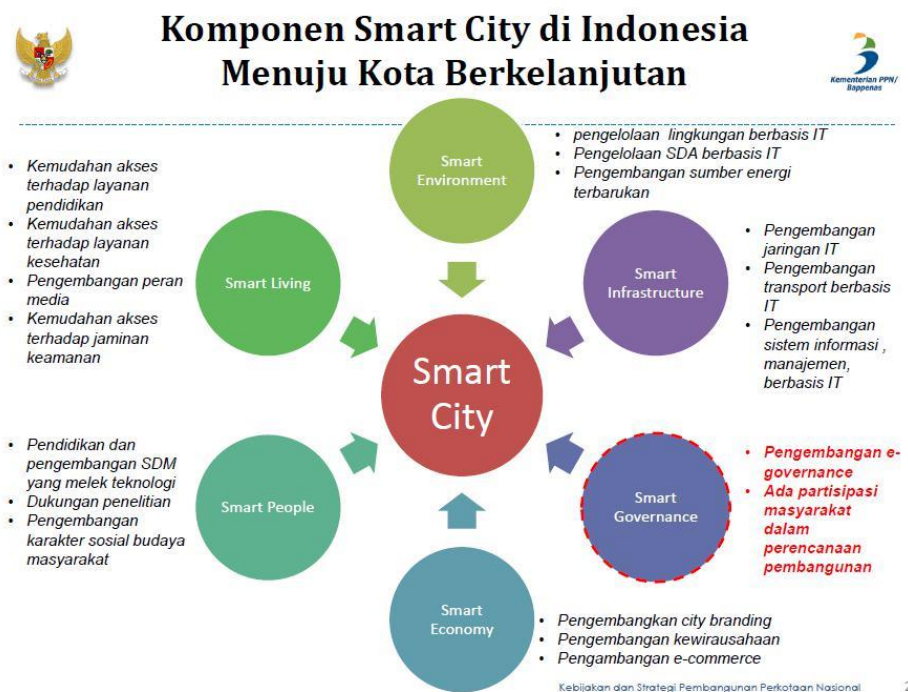 Komponen Smart City di Indonesia
Menuju Kota Berkelanjutan
Kementerian PPN/
Bappenas
Smart
Environment
• pengelolaan lingkungan berbasis IT
• Pengelolaan SDA berbasis IT
• Pengembangan sumber energi
terbarukan
• Kemudahan akses
terhadap layanan
pendidikan
• Kemudahan akses
terhadap layanan
kesehatan
• Pengembangan peran
media
• Kemudahan akses
terhadap jaminan
keamanan
Smart Living
Smart
Infrastructure
• Pengembangan
jaringan IT
• Pengembangan
transport berbasis
IT
• Pengembangan
sistem informasi ,
manajemen,
berbasis IT
Smart
City
• Pendidikan dan
pengembangan SDM
yang melek teknologi
• Dukungan penelitian
• Pengembangan
karakter sosial budaya
masyarakat
Smart People
Smart
Governance
• Pengembangan e-
governance
• Ada partisipasi
masyarakat
dalam
perencanaan
pembangunan
Smart
Economy
• Pengembangkan city branding
• Pengembangan kewirausahaan
• Pengambangan e-commerce
Kebijakan dan Strategi Pembangunan Perkotaan Nasional